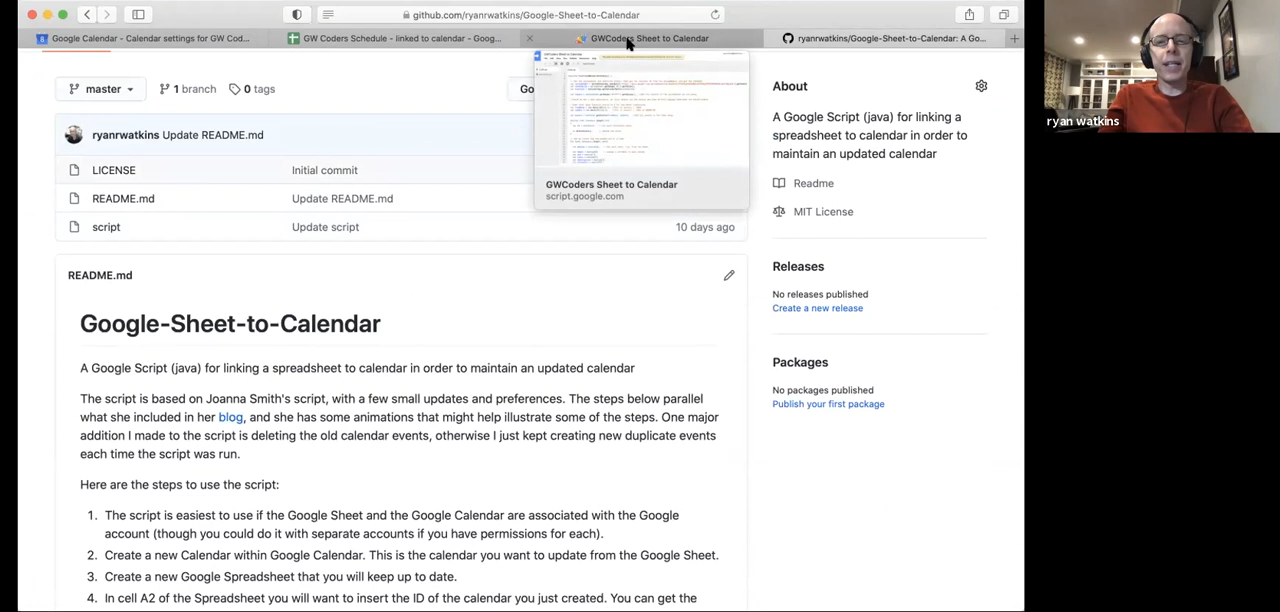 github.com/ryanrwatkins/Google-Sheet-to-Calendar
Google Calendar - Calendar settings for GW Cod...
GW Coders Schedule - linked to calendar - Goog...
GWCoders Sheet to Calendar
ryanrwatkins/Google-Sheet-to-Calendar: A Go...
ryan watkins
master
1 branch
0 tags
Go
ryanrwatkins Update README.md
LICENSE
Initial commit
README.md
Update README.md
script
Update script
10 days ago
GWCoders Sheet to Calendar
script.google.com
README.md
Google-Sheet-to-Calendar
A Google Script (java) for linking a spreadsheet to calendar in order to maintain an updated calendar
The script is based on Joanna Smith's script, with a few small updates and preferences. The steps below parallel
what she included in her blog, and she has some animations that might help illustrate some of the steps. One major
addition I made to the script is deleting the old calendar events, otherwise I just kept creating new duplicate events
each time the script was run.
Here are the steps to use the script:
1. The script is easiest to use if the Google Sheet and the Google Calendar are associated with the Google
account (though you could do it with separate accounts if you have permissions for each).
2. Create a new Calendar within Google Calendar. This is the calendar you want to update from the Google Sheet.
3. Create a new Google Spreadsheet that you will keep up to date.
4. In cell A2 of the Spreadsheet you will want to insert the ID of the calendar you just created. You can get the
About
A Google Script (java) for linking a
spreadsheet to calendar in order to
maintain an updated calendar
Readme
MIT License
Releases
No releases published
Create a new release
Packages
No packages published
Publish your first package